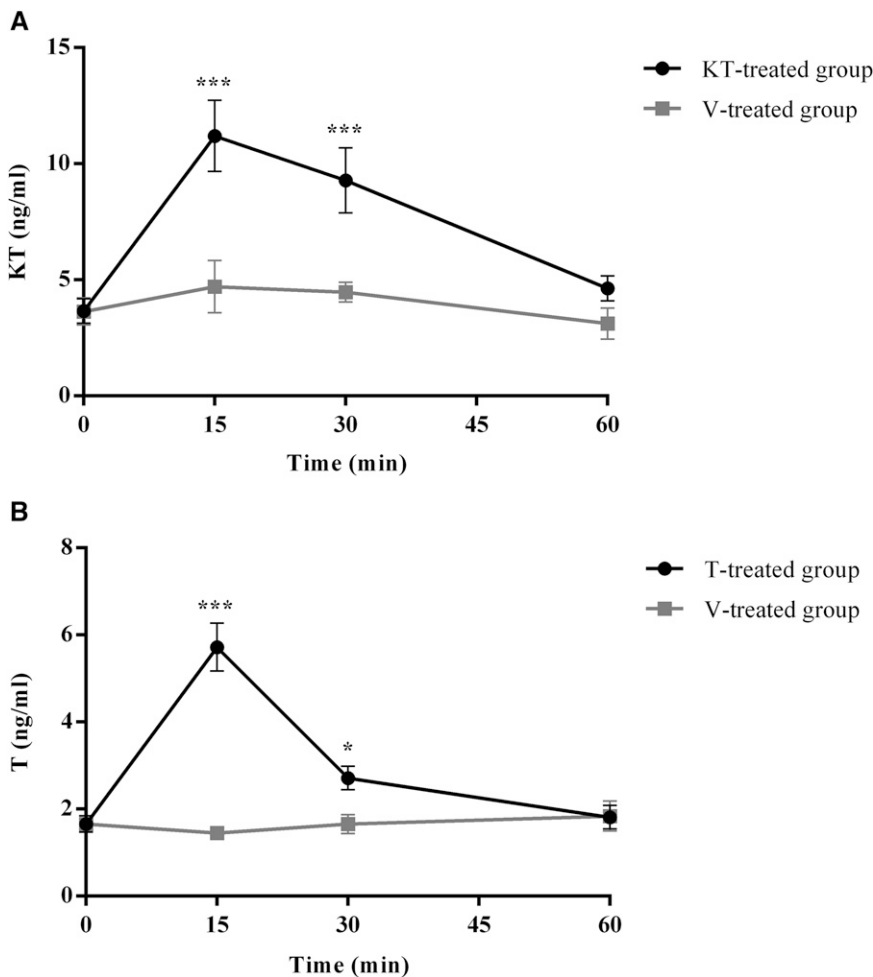 A
15
10
5
0
KT (ng/ml)
***
***
0 15 30 45 60
Time (min)
KT-treated group
V-treated group
B
8
6
4
2
0
T (ng/ml)
***
*
0 15 30 45 60
Time (min)
T-treated group
V-treated group